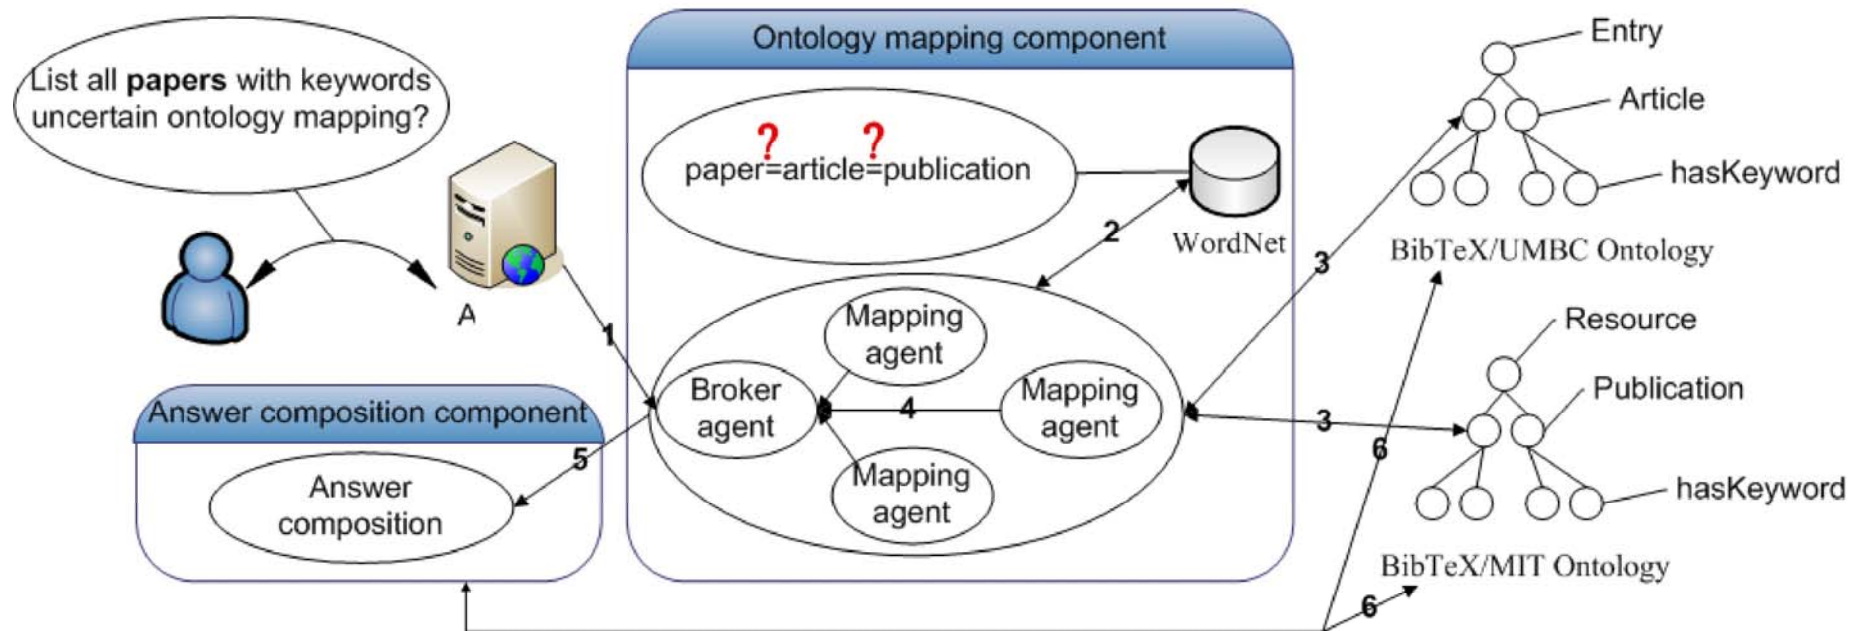 List all papers with keywords
uncertain ontology mapping?
A
1
Ontology mapping component
? ?
paper=article=publication
WordNet
2
Mapping
agent
Broker
agent
4
Mapping
agent
Mapping
agent
Answer composition component
5
Answer
composition
3
3
6
6
Entry
Article
hasKeyword
BibTeX/UMBC Ontology
Resource
Publication
hasKeyword
BibTeX/MIT Ontology